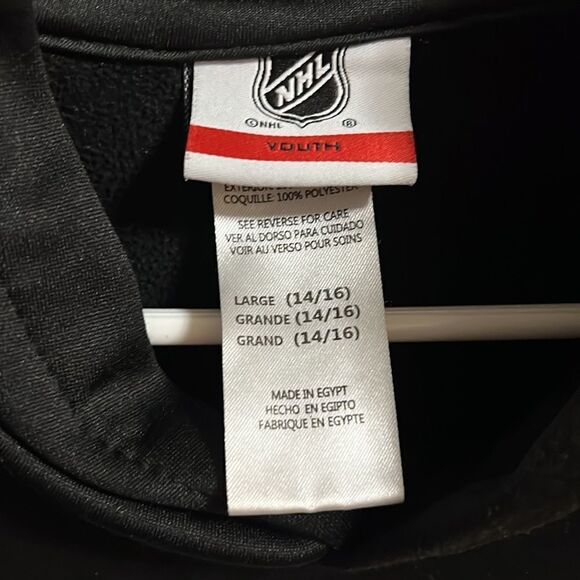 NHL
©NHL ®
YOUTH
COQUILLE: 100% POLYESTER
SEE REVERSE FOR CARE
VER AL DORSO PARA CUIDADO
VOIR AU VERSO POUR SOINS
LARGE (14/16)
GRANDE (14/16)
GRAND (14/16)
MADE IN EGYPT
HECHO EN EGIPTO
FABRIQUE EN EGYPTE